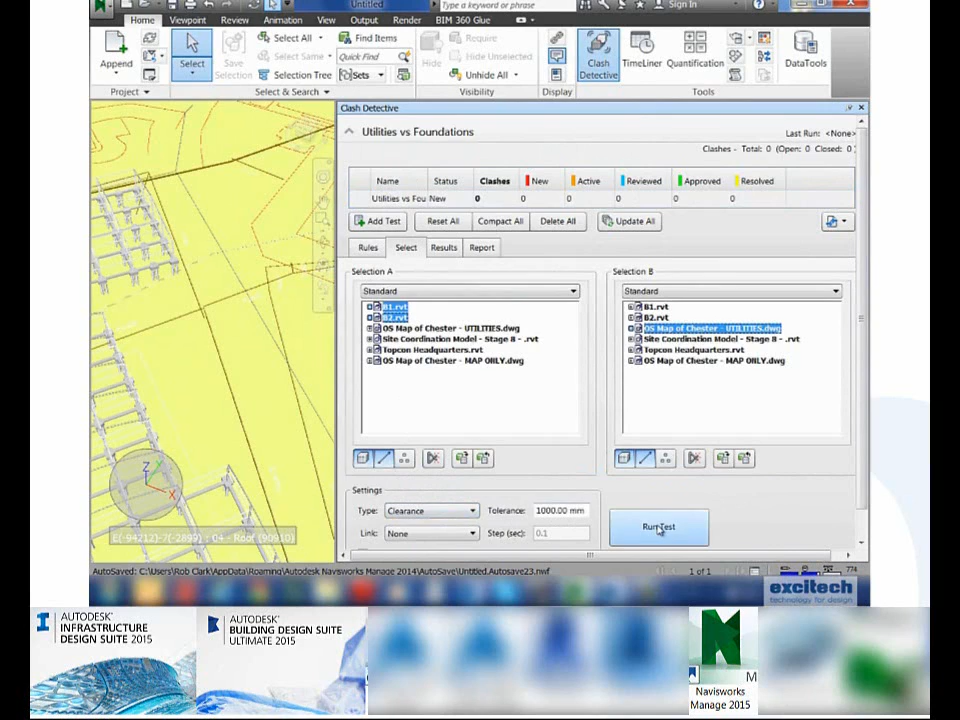 Untitled
Type a keyword or phrase
Sign In
Home Viewpoint Review Animation View Output Render BIM 360 Glue
Append
Select
Save Selection
Select All
Select Same
Selection Tree
Find Items
Quick Find
Sets
Hide
Require
Hide Unselected
Unhide All
Clash Detective
TimeLiner
Quantification
DataTools
Project
Select & Search
Visibility
Display
Tools
Clash Detective
Utilities vs Foundations
Last Run: <None>
Clashes - Total: 0 (Open: 0 Closed: 0)
Name Status Clashes New Active Reviewed Approved Resolved
Utilities vs Fou New 0 0 0 0 0 0
Add Test Reset All Compact All Delete All Update All
Rules Select Results Report
Selection A
Standard
B1.rvt
B2.rvt
OS Map of Chester - UTILITIES.dwg
Site Coordination Model - Stage 8 - .rvt
Topcon Headquarters.rvt
OS Map of Chester - MAP ONLY.dwg
Selection B
Standard
B1.rvt
B2.rvt
OS Map of Chester - UTILITIES.dwg
Site Coordination Model - Stage 8 - .rvt
Topcon Headquarters.rvt
OS Map of Chester - MAP ONLY.dwg
Settings
Type: Clearance Tolerance: 1000.00 mm
Link: None Step (sec): 0.1
Run Test
Z
X
E(-94212)-7(-2899) : 04 - Roof (90910)
AutoSaved: C:\Users\Rob Clark\AppData\Roaming\Autodesk Navisworks Manage 2014\AutoSave\Untitled.Autosave23.nwf
1 of 1
774
excitech
technology for design
AUTODESK
INFRASTRUCTURE
DESIGN SUITE 2015
AUTODESK
BUILDING DESIGN SUITE
ULTIMATE 2015
M
Navisworks
Manage 2015